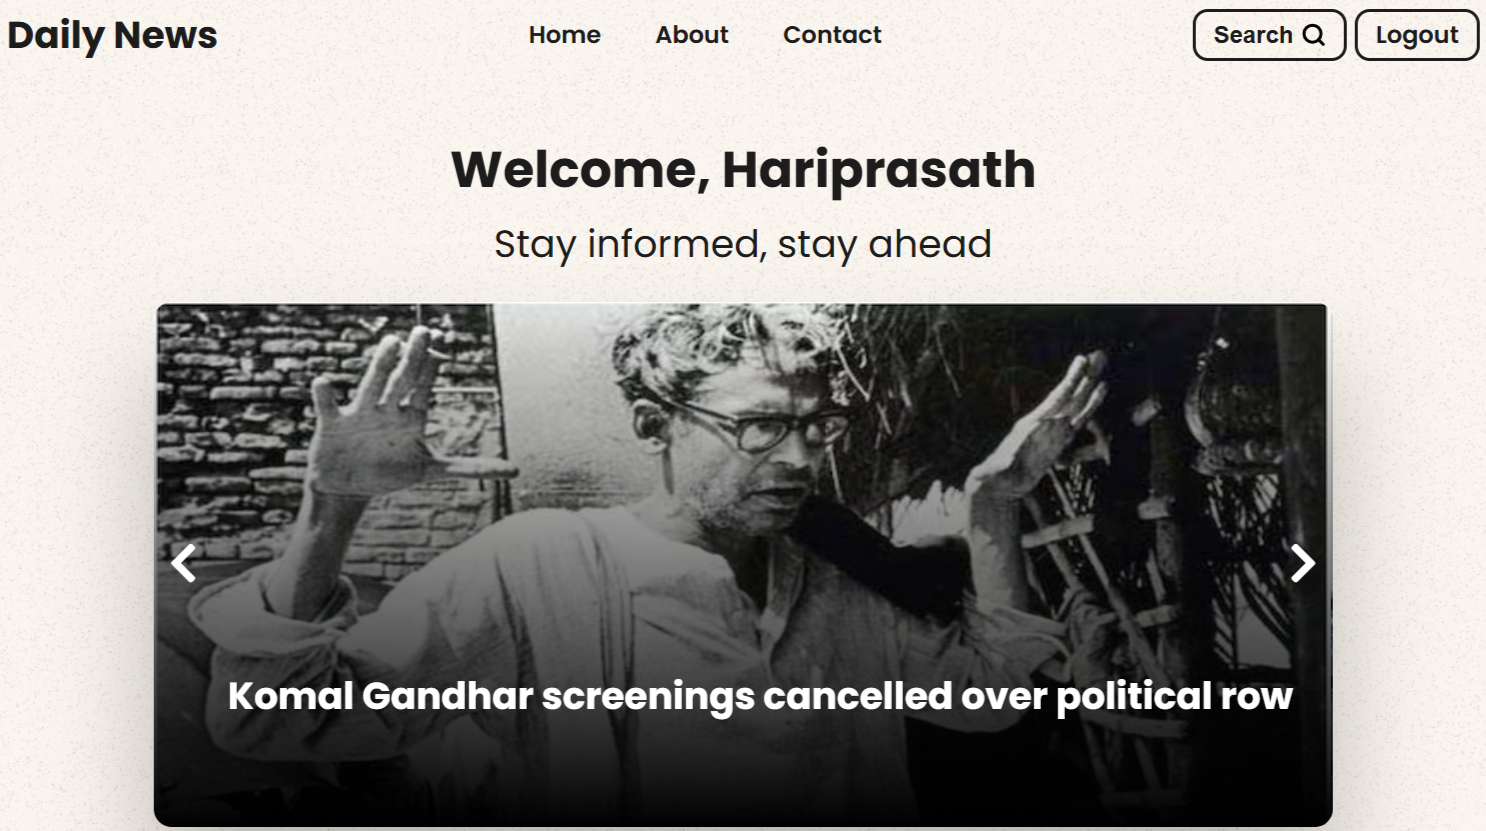 Daily News
Home About Contact
Search
Logout
Welcome, Hariprasath
Stay informed, stay ahead
Komal Gandhar screenings cancelled over political row